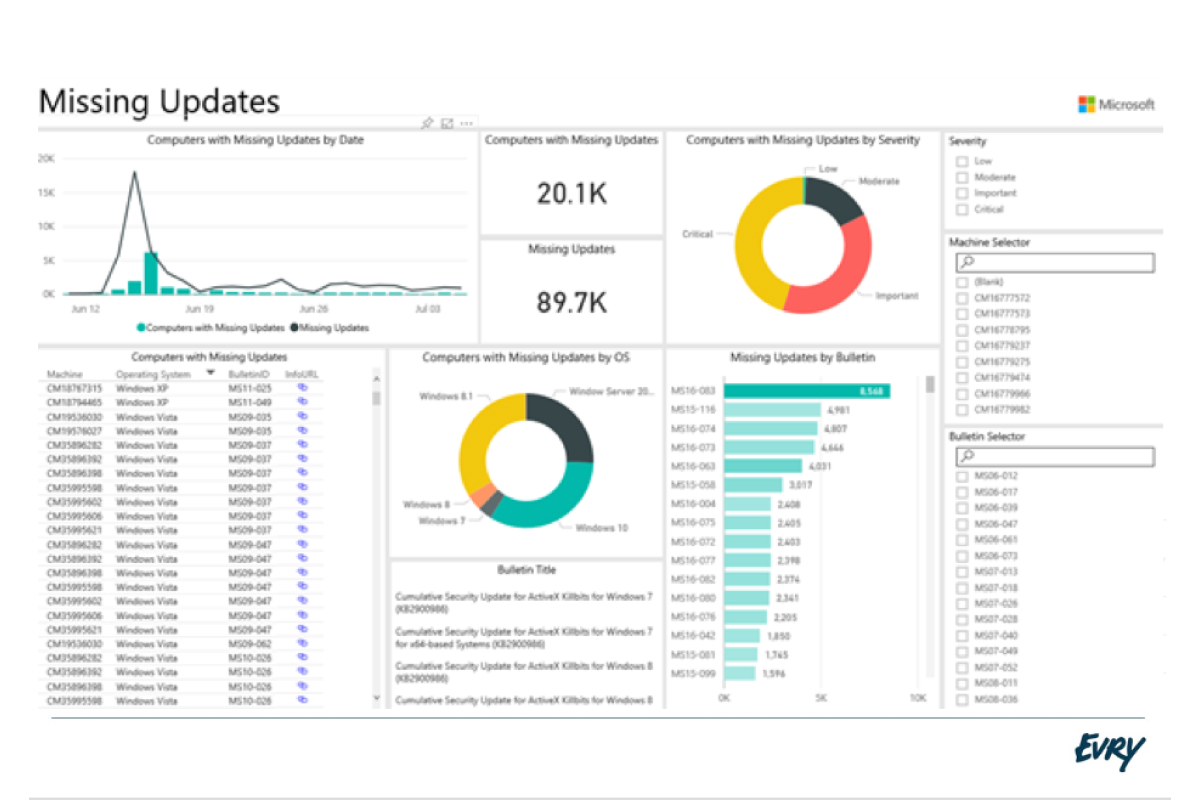 Missing Updates
Microsoft
Computers with Missing Updates by Date
20K
15K
10K
5K
0K
Jun 12
Jun 19
Jun 26
Jul 03
Computers with Missing Updates
Missing Updates
Computers with Missing Updates
20.1K
Missing Updates
89.7K
Computers with Missing Updates by Severity
Low
Moderate
Critical
Important
Severity
Low
Moderate
Important
Critical
Machine Selector
(Blank)
CM16777572
CM16777573
CM16778795
CM16779237
CM16779275
CM16779474
CM16779966
CM16779982
Bulletin Selector
MS06-012
MS06-017
MS06-039
MS06-047
MS06-061
MS06-073
MS07-013
MS07-018
MS07-026
MS07-028
MS07-040
MS07-049
MS07-052
MS08-011
MS08-036
Computers with Missing Updates
Machine Operating System BulletinID InfoURL
CM18767315 Windows XP MS11-025
CM18794465 Windows XP MS11-049
CM19536030 Windows Vista MS09-035
CM19576027 Windows Vista MS09-035
CM35896282 Windows Vista MS09-037
CM35896392 Windows Vista MS09-037
CM35896398 Windows Vista MS09-037
CM35995598 Windows Vista MS09-037
CM35995602 Windows Vista MS09-037
CM35995606 Windows Vista MS09-037
CM35995621 Windows Vista MS09-037
CM35896282 Windows Vista MS09-047
CM35896392 Windows Vista MS09-047
CM35896398 Windows Vista MS09-047
CM35995598 Windows Vista MS09-047
CM35995602 Windows Vista MS09-047
CM35995606 Windows Vista MS09-047
CM35995621 Windows Vista MS09-047
CM19536030 Windows Vista MS09-062
CM35896282 Windows Vista MS10-026
CM35896392 Windows Vista MS10-026
CM35896398 Windows Vista MS10-026
CM35995598 Windows Vista MS10-026
Computers with Missing Updates by OS
Windows 8.1
Window Server 20...
Windows 8
Windows 7
Windows 10
Bulletin Title
Cumulative Security Update for ActiveX Killbits for Windows 7
(KB2900986)
Cumulative Security Update for ActiveX Killbits for Windows 7
for x64-based Systems (KB2900986)
Cumulative Security Update for ActiveX Killbits for Windows 8
(KB2900986)
Cumulative Security Update for ActiveX Killbits for Windows 8
Missing Updates by Bulletin
MS16-083 8,568
MS15-116 4,981
MS16-074 4,807
MS16-073 4,646
MS16-063 4,031
MS15-058 3,017
MS16-004 2,408
MS16-075 2,405
MS16-072 2,403
MS16-077 2,398
MS16-082 2,374
MS16-080 2,341
MS16-076 2,205
MS16-042 1,850
MS15-081 1,765
MS15-099 1,596
0K
5K
10K
EVRY